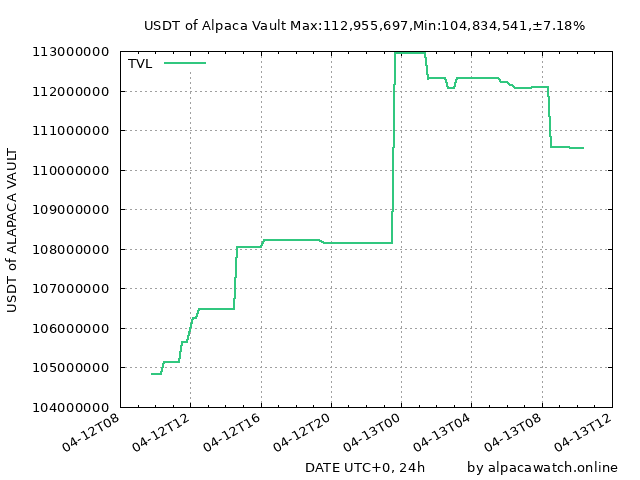 USDT of Alpaca Vault Max:112,955,697,Min:104,834,541,±7.18%
TVL
113000000
112000000
111000000
110000000
109000000
108000000
107000000
106000000
105000000
104000000
USDT of ALAPACA VAULT
04-12T08
04-12T12
04-12T16
04-12T20
04-13T00
04-13T04
04-13T08
04-13T12
DATE UTC+0, 24h
by alpacawatch.online